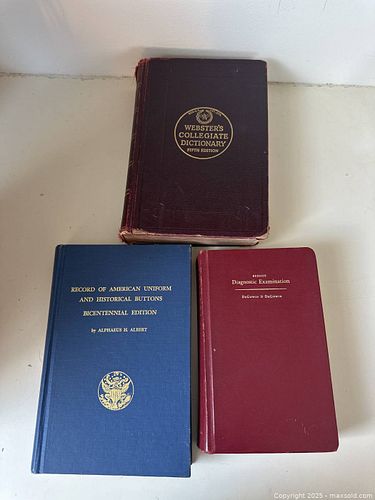 WEBSTER'S
COLLEGIATE
DICTIONARY
FIFTH EDITION
RECORD OF AMERICAN UNIFORM
AND HISTORICAL BUTTONS
BICENTENNIAL EDITION
by ALPHAEUS H. ALBERT
BEDSIDE
Diagnostic Examination
DeGowin & DeGowin
Copyright © 2025 - maxsold.com